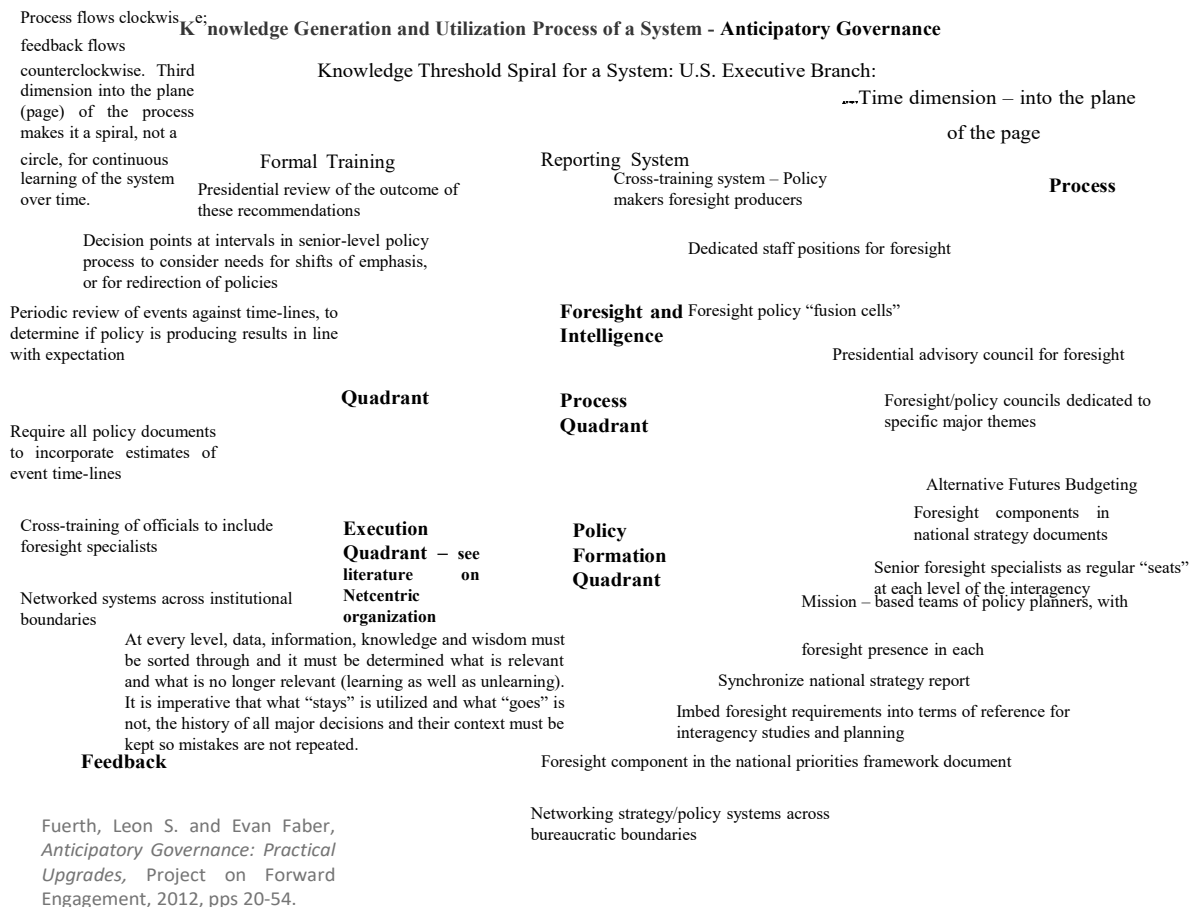 Process flows clockwis e;
feedback flows
counterclockwise. Third
dimension into the plane
(page) of the process
makes it a spiral, not a
circle, for continuous
learning of the system
over time.
K nowledge Generation and Utilization Process of a System - Anticipatory Governance
Knowledge Threshold Spiral for a System: U.S. Executive Branch:
Time dimension – into the plane
of the page
Formal Training
Reporting System
Presidential review of the outcome of
these recommendations
Cross-training system – Policy
makers foresight producers
Process
Decision points at intervals in senior-level policy
process to consider needs for shifts of emphasis,
or for redirection of policies
Dedicated staff positions for foresight
Periodic review of events against time-lines, to
determine if policy is producing results in line
with expectation
Foresight and
Intelligence
Foresight policy “fusion cells”
Presidential advisory council for foresight
Quadrant
Process
Quadrant
Foresight/policy councils dedicated to
specific major themes
Require all policy documents
to incorporate estimates of
event time-lines
Alternative Futures Budgeting
Foresight components in
national strategy documents
Cross-training of officials to include
foresight specialists
Execution
Quadrant – see
literature on
Netcentric
organization
Policy
Formation
Quadrant
Senior foresight specialists as regular “seats”
at each level of the interagency
Networked systems across institutional
boundaries
Mission – based teams of policy planners, with
foresight presence in each
At every level, data, information, knowledge and wisdom must
be sorted through and it must be determined what is relevant
and what is no longer relevant (learning as well as unlearning).
It is imperative that what “stays” is utilized and what “goes” is
not, the history of all major decisions and their context must be
kept so mistakes are not repeated.
Synchronize national strategy report
Imbed foresight requirements into terms of reference for
interagency studies and planning
Feedback
Foresight component in the national priorities framework document
Networking strategy/policy systems across
bureaucratic boundaries
Fuerth, Leon S. and Evan Faber,
Anticipatory Governance: Practical
Upgrades, Project on Forward
Engagement, 2012, pps 20-54.